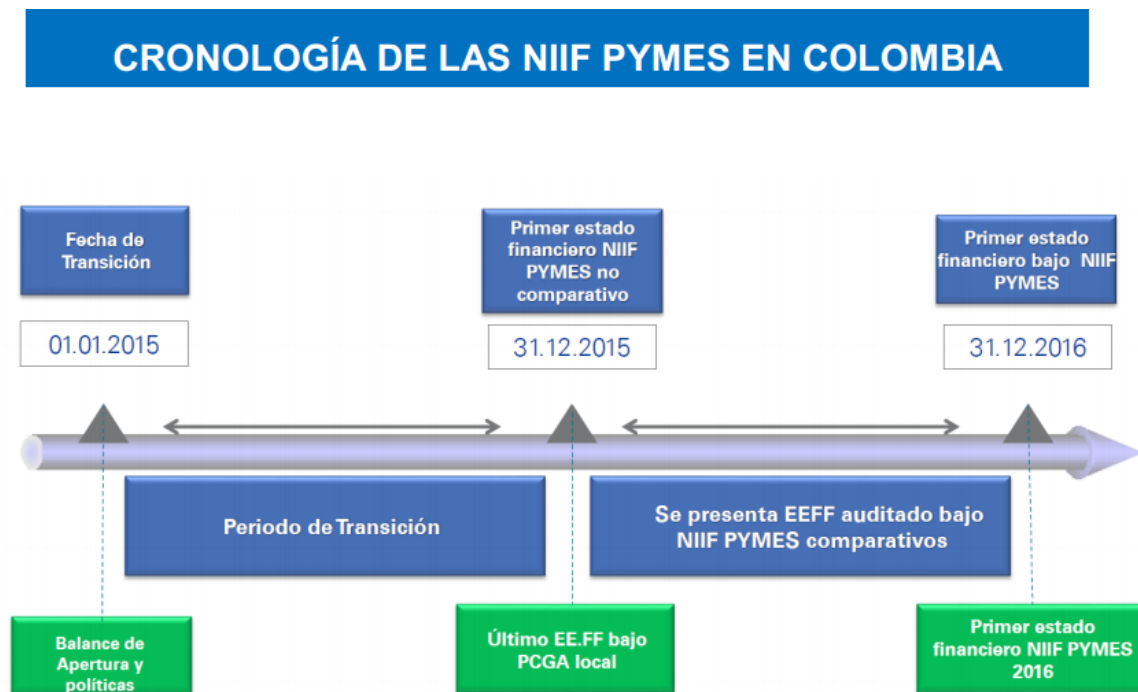 CRONOLOGÍA DE LAS NIIF PYMES EN COLOMBIA
Fecha de
Transición
01.01.2015
Primer estado
financiero NIIF
PYMES no
comparativo
31.12.2015
Primer estado
financiero bajo NIIF
PYMES
31.12.2016
Periodo de Transición
Se presenta EEFF auditado bajo
NIIF PYMES comparativos
Balance de
Apertura y
políticas
Último EE.FF bajo
PCGA local
Primer estado
financiero NIIF PYMES
2016